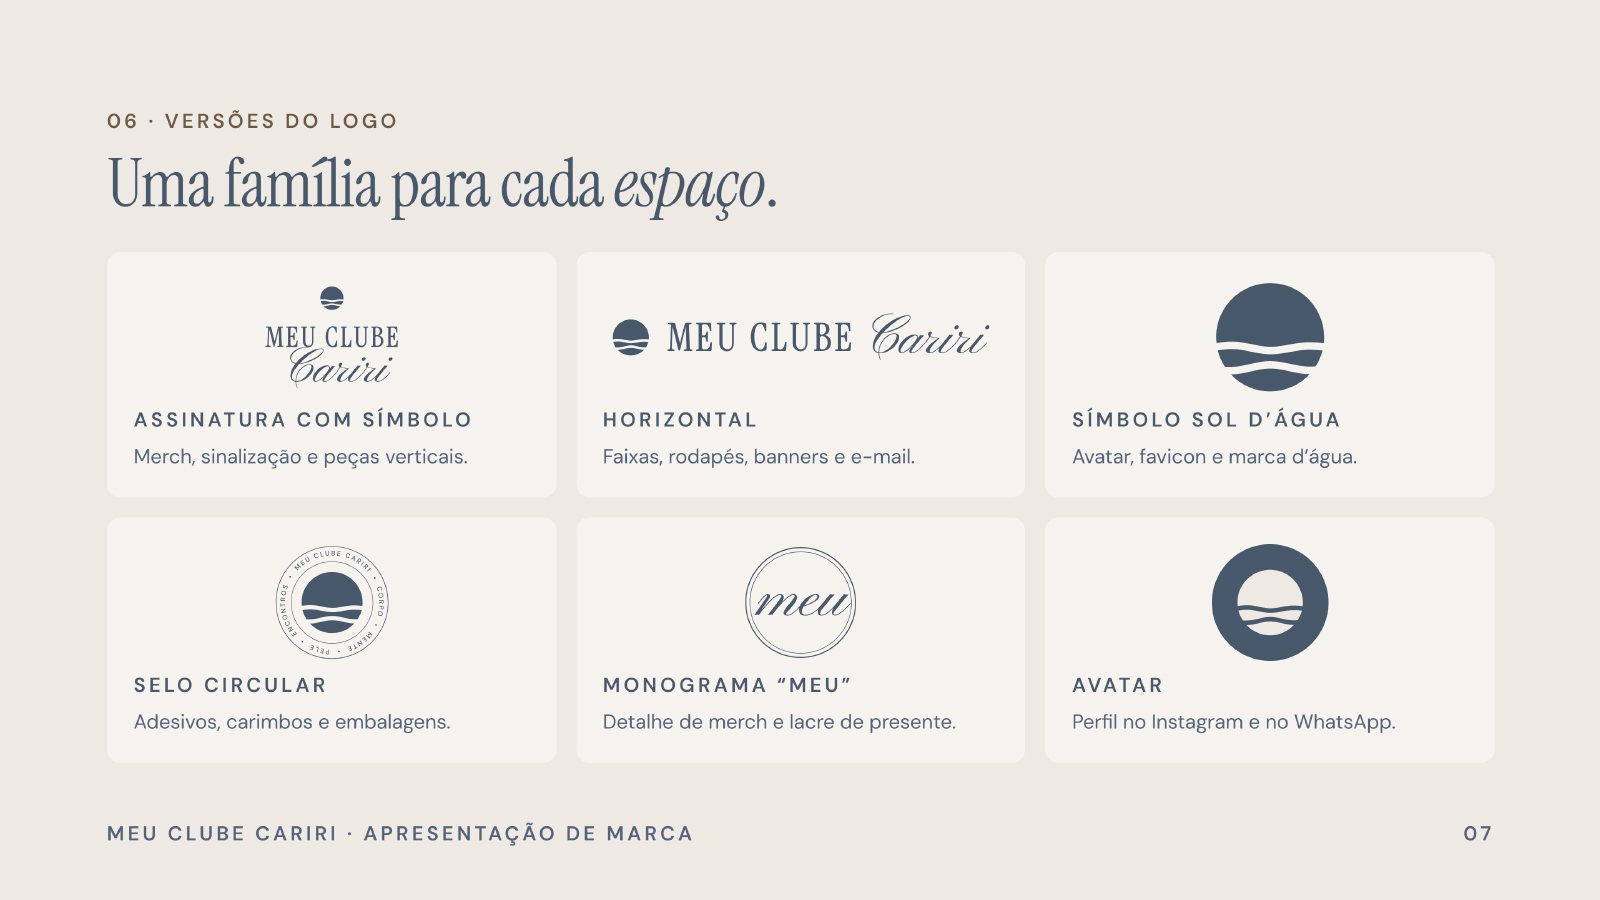 06 · VERSÕES DO LOGO
Uma família para cada espaço.
MEU CLUBE
Cariri
ASSINATURA COM SÍMBOLO
Merch, sinalização e peças verticais.
MEU CLUBE Cariri
HORIZONTAL
Faixas, rodapés, banners e e-mail.
SÍMBOLO SOL D’ÁGUA
Avatar, favicon e marca d’água.
MEU CLUBE CARIRI • CORPO • MENTE • PELE • ENCONTROS •
SELO CIRCULAR
Adesivos, carimbos e embalagens.
meu
MONOGRAMA “MEU”
Detalhe de merch e lacre de presente.
AVATAR
Perfil no Instagram e no WhatsApp.
MEU CLUBE CARIRI · APRESENTAÇÃO DE MARCA
07